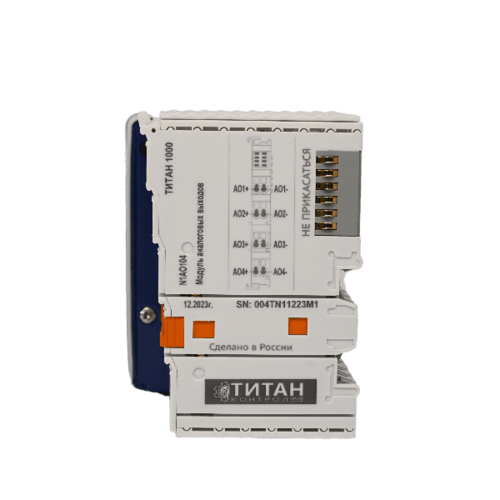 ТИТАН 1000
N1AO104
Модуль аналоговых выходов
AO1+ AO1-
AO2+ AO2-
AO3+ AO3-
AO4+ AO4-
НЕ ПРИКАСАТЬСЯ
12.2023г. SN: 004TN11223M1
Сделано в России
ТИТАН
КОНТРОЛ